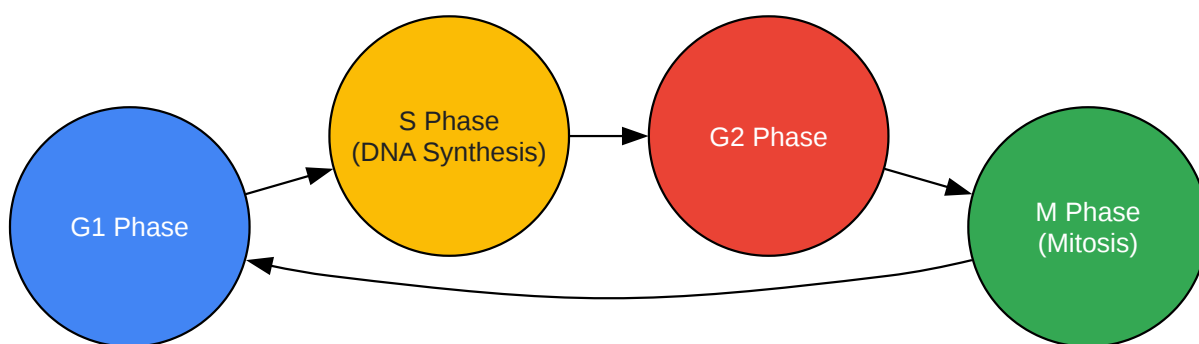 G1 Phase
S Phase
(DNA Synthesis)
G2 Phase
M Phase
(Mitosis)